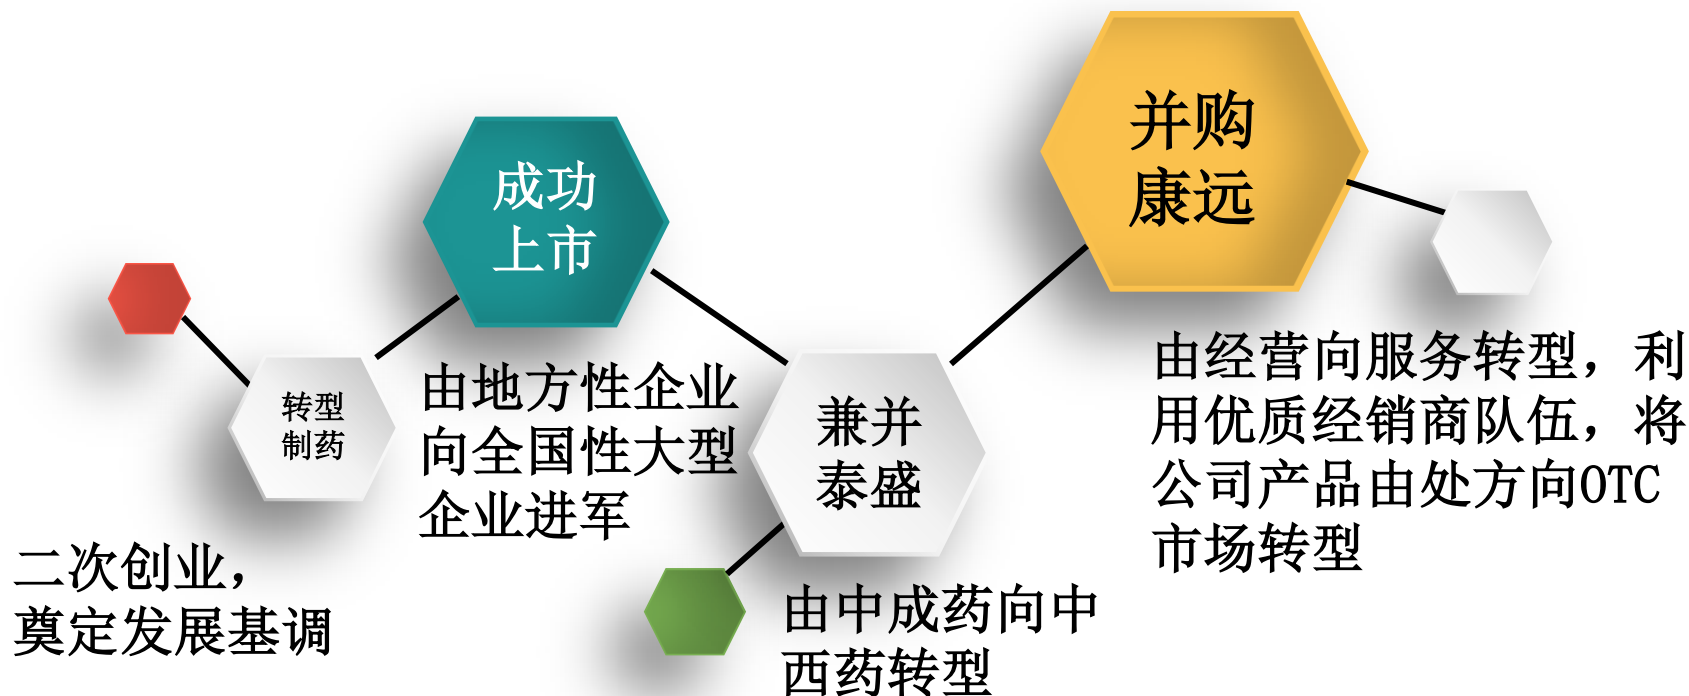 转型
制药
二次创业，
奠定发展基调
成功
上市
由地方性企业
向全国性大型
企业进军
兼并
泰盛
由中成药向中
西药转型
并购
康远
由经营向服务转型，利
用优质经销商队伍，将
公司产品由处方向OTC
市场转型